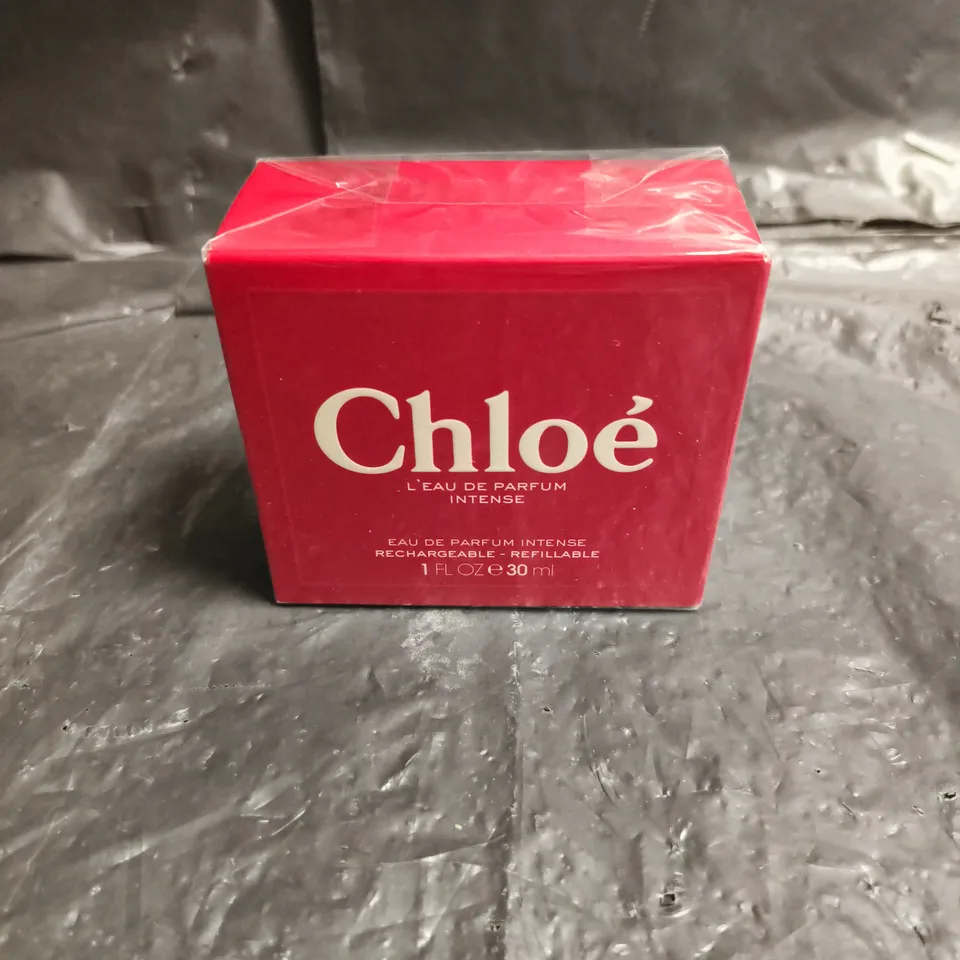 Chloé
L'EAU DE PARFUM
INTENSE
EAU DE PARFUM INTENSE
RECHARGEABLE - REFILLABLE
1 FL OZ ℮ 30 ml